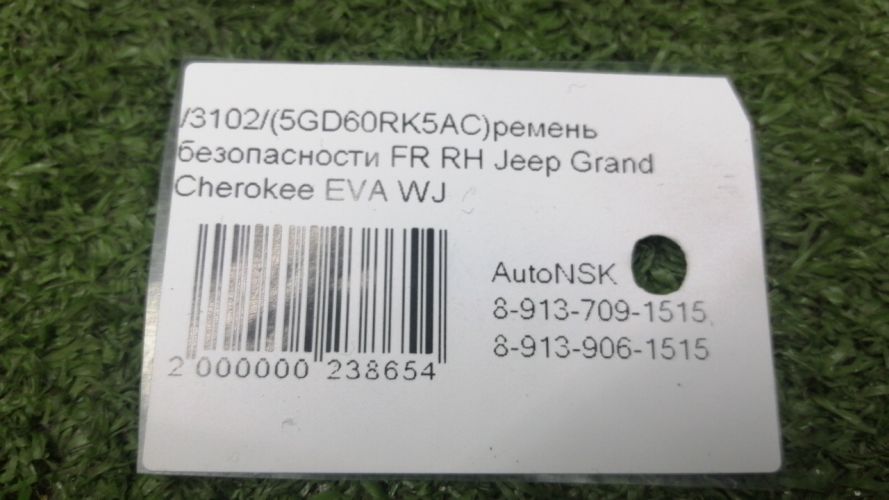 /3102/(5GD60RK5AC)ремень
безопасности FR RH Jeep Grand
Cherokee EVA WJ
AutoNSK
8-913-709-1515,
8-913-906-1515
2 000000 238654